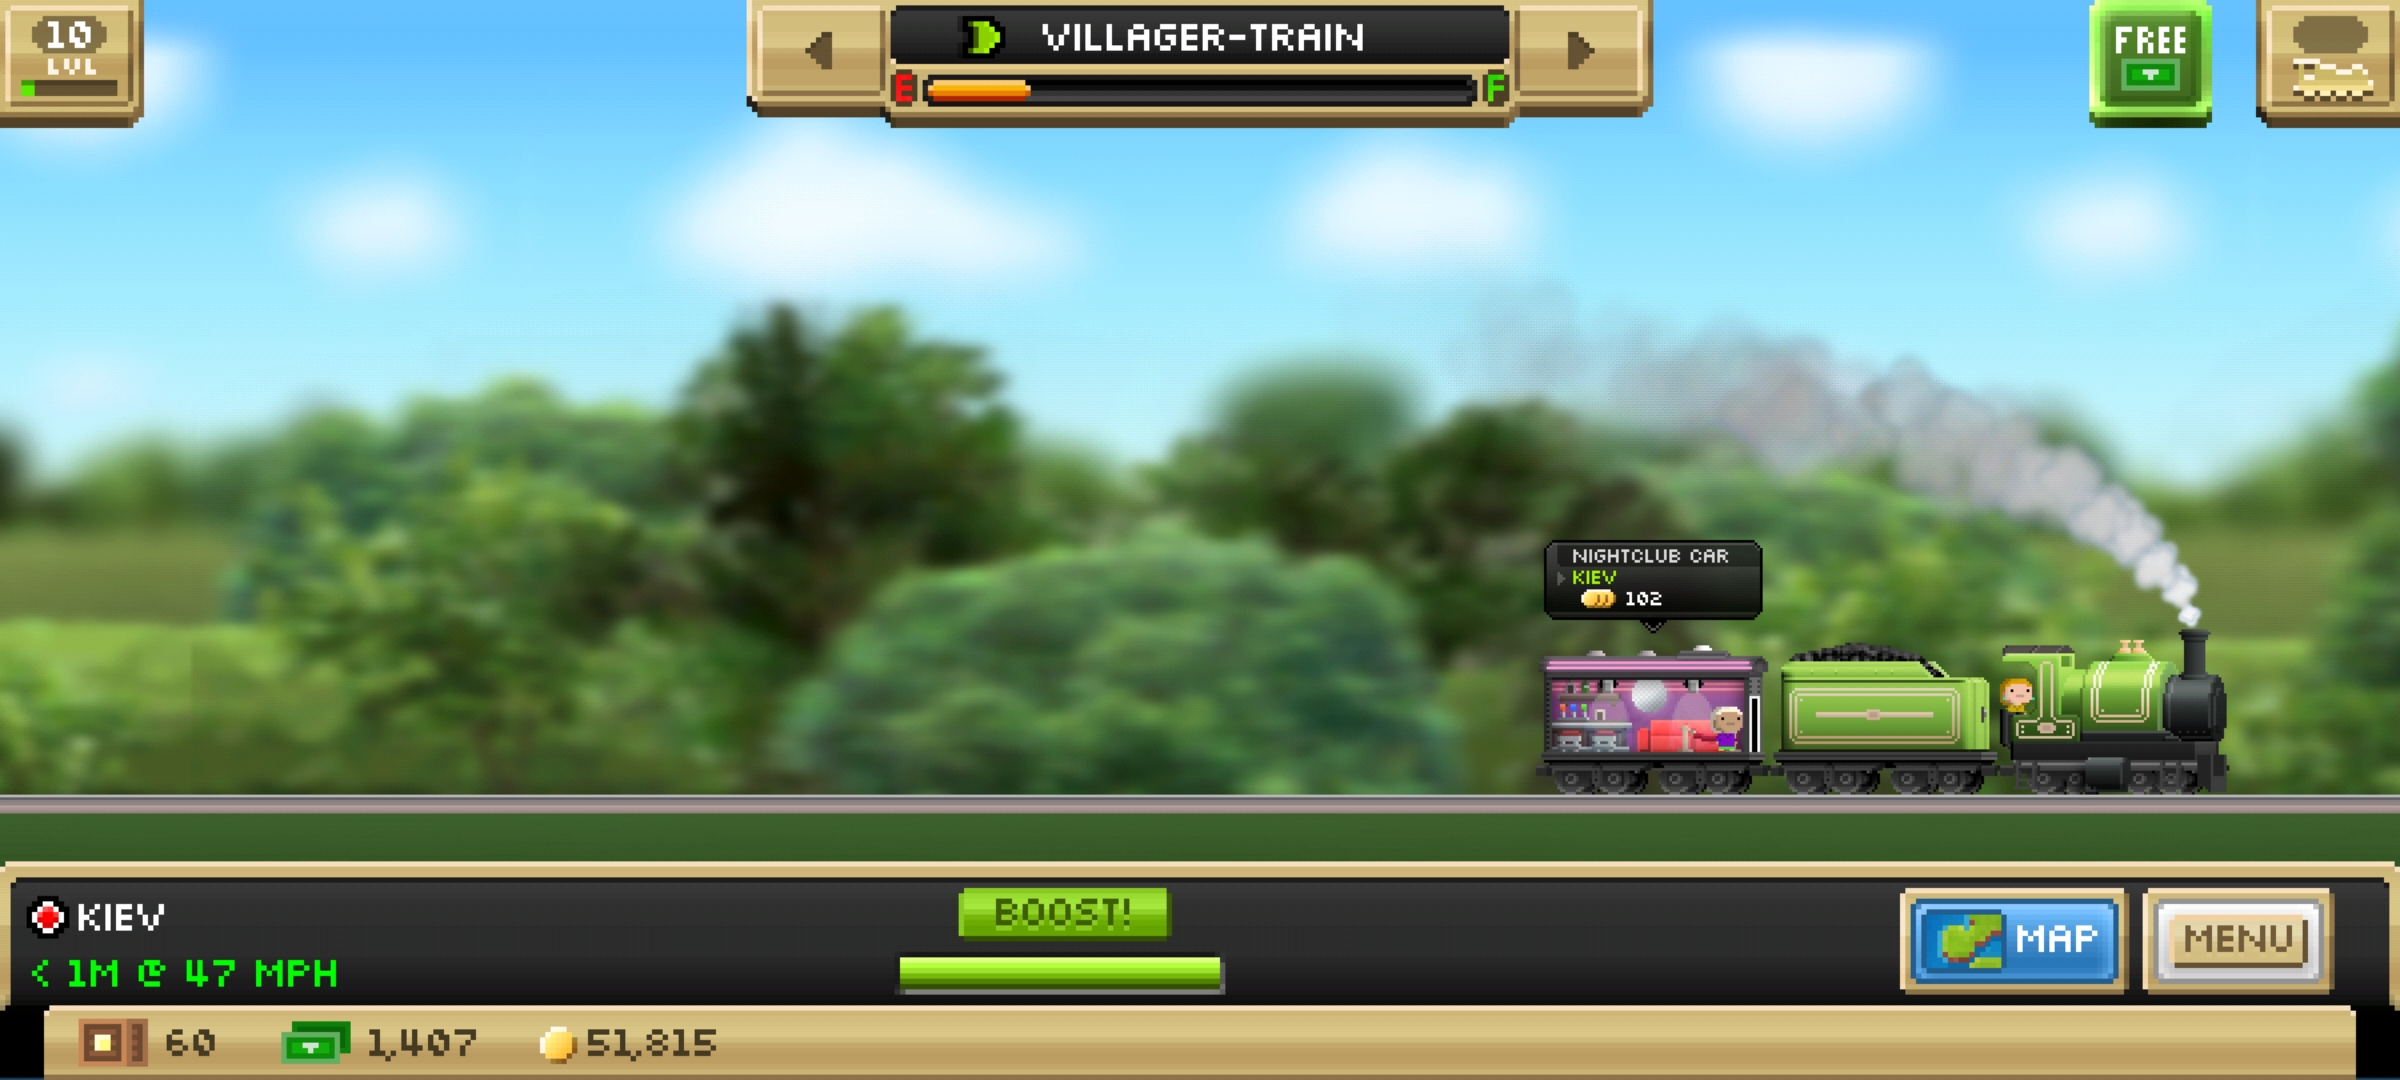 10
LVL
VILLAGER-TRAIN
E F
FREE
NIGHTCLUB CAR
KIEV
102
KIEV
< 1M @ 47 MPH
BOOST!
MAP
MENU
60
1,407
51,815